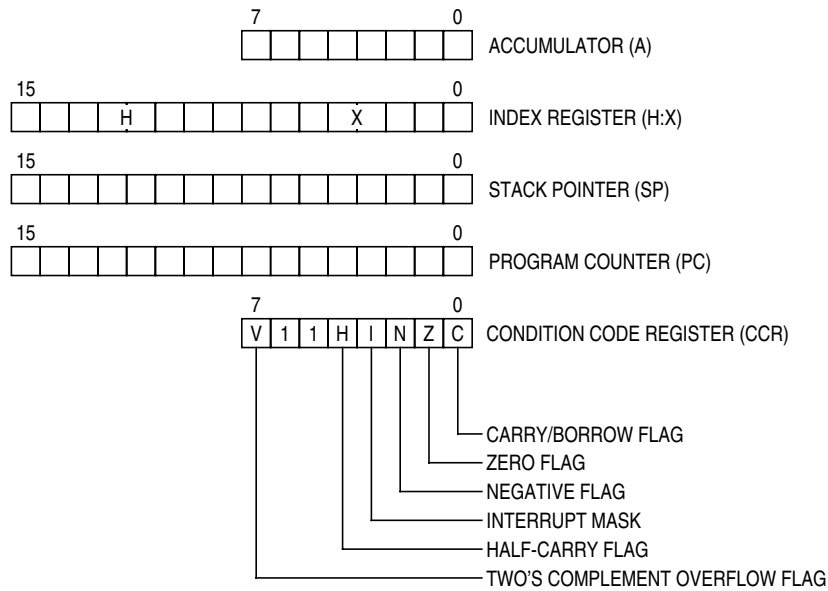 7 0
ACCUMULATOR (A)
15 0
H X INDEX REGISTER (H:X)
15 0
STACK POINTER (SP)
15 0
PROGRAM COUNTER (PC)
7 0
V 1 1 H I N Z C CONDITION CODE REGISTER (CCR)
CARRY/BORROW FLAG
ZERO FLAG
NEGATIVE FLAG
INTERRUPT MASK
HALF-CARRY FLAG
TWO'S COMPLEMENT OVERFLOW FLAG